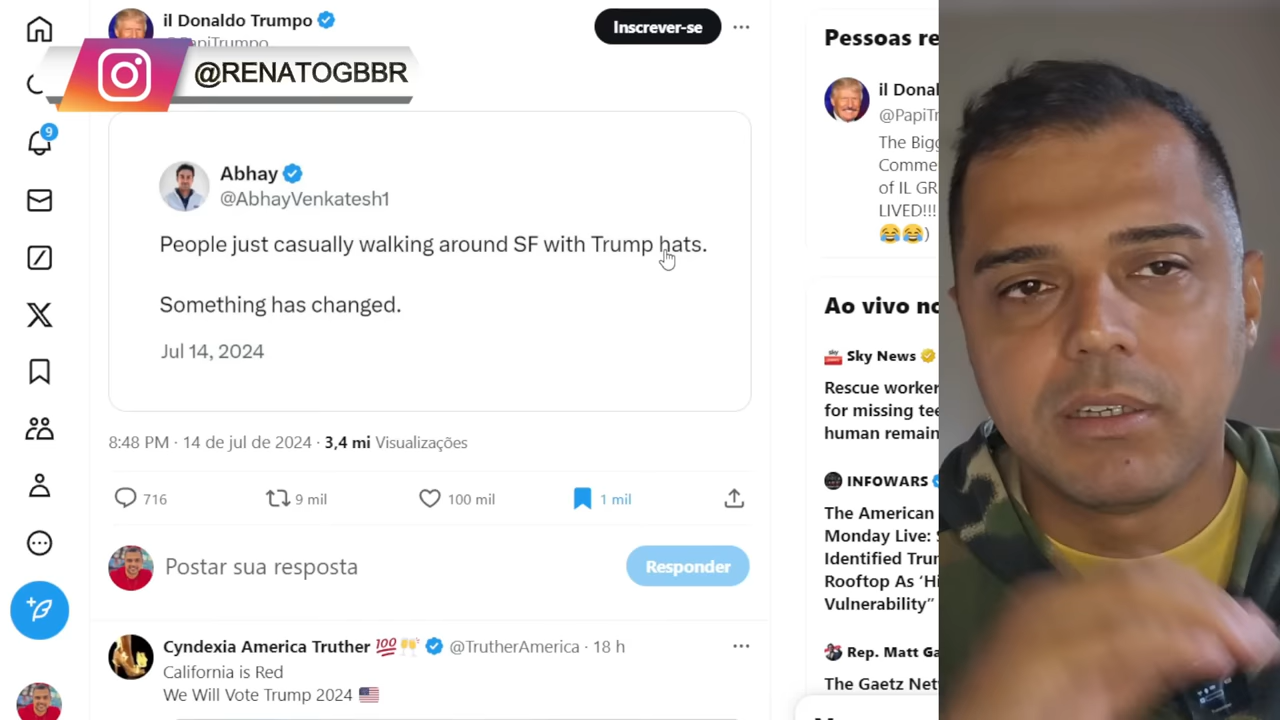 il Donaldo Trumpo
@PapiTrumpo
Inscrever-se
@RENATOGBBR
9
Abhay
@AbhayVenkatesh1
People just casually walking around SF with Trump hats.
Something has changed.
Jul 14, 2024
8:48 PM · 14 de jul de 2024 · 3,4 mi Visualizações
716
9 mil
100 mil
1 mil
Postar sua resposta
Responder
Cyndexia America Truther 💯🥂 @TrutherAmerica · 18 h
California is Red
We Will Vote Trump 2024 🇺🇸
Pessoas re
il Donal
@PapiTr
The Bigg
Comme
of IL GR
LIVED!!!
😂😂)
Ao vivo no
sky
Sky News
Rescue worker
for missing tee
human remain
INFOWARS
The American
Monday Live: S
Identified Trum
Rooftop As ‘Hi
Vulnerability”
Rep. Matt Ga
The Gaetz Net